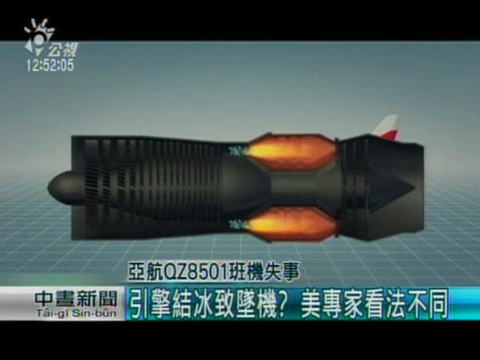 公視
12:52:05
亞航QZ8501班機失事
中晝新聞
Tâi-gí Sin-bûn
引擎結冰致墜機? 美專家看法不同